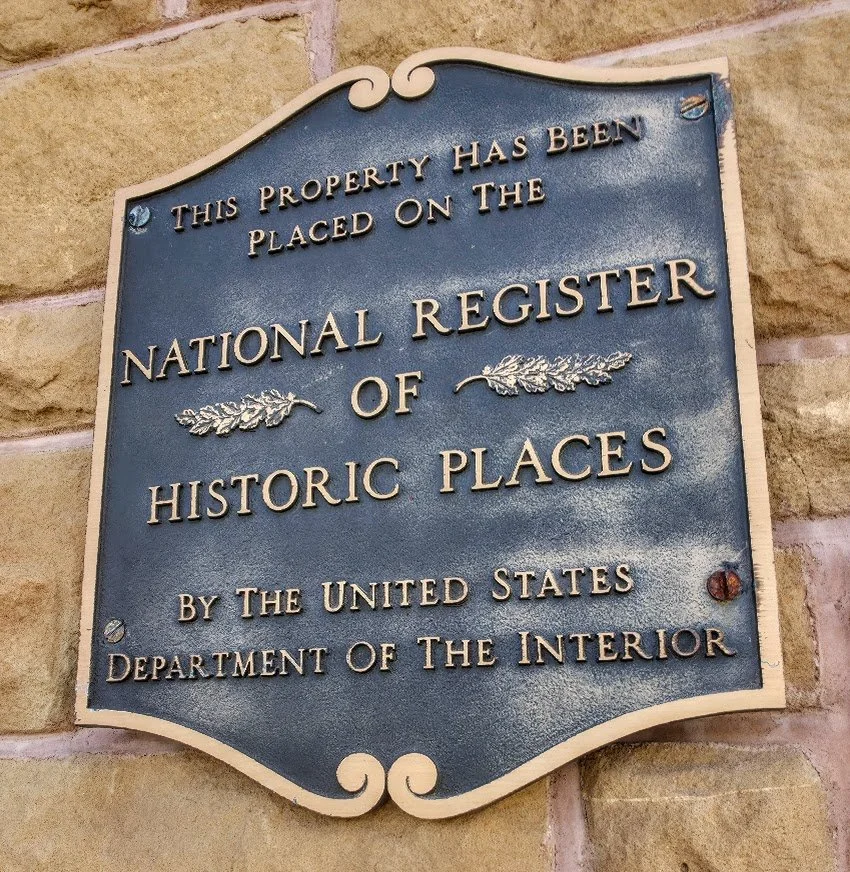 This Property Has Been
Placed On The
NATIONAL REGISTER
OF
HISTORIC PLACES
By The United States
Department Of The Interior